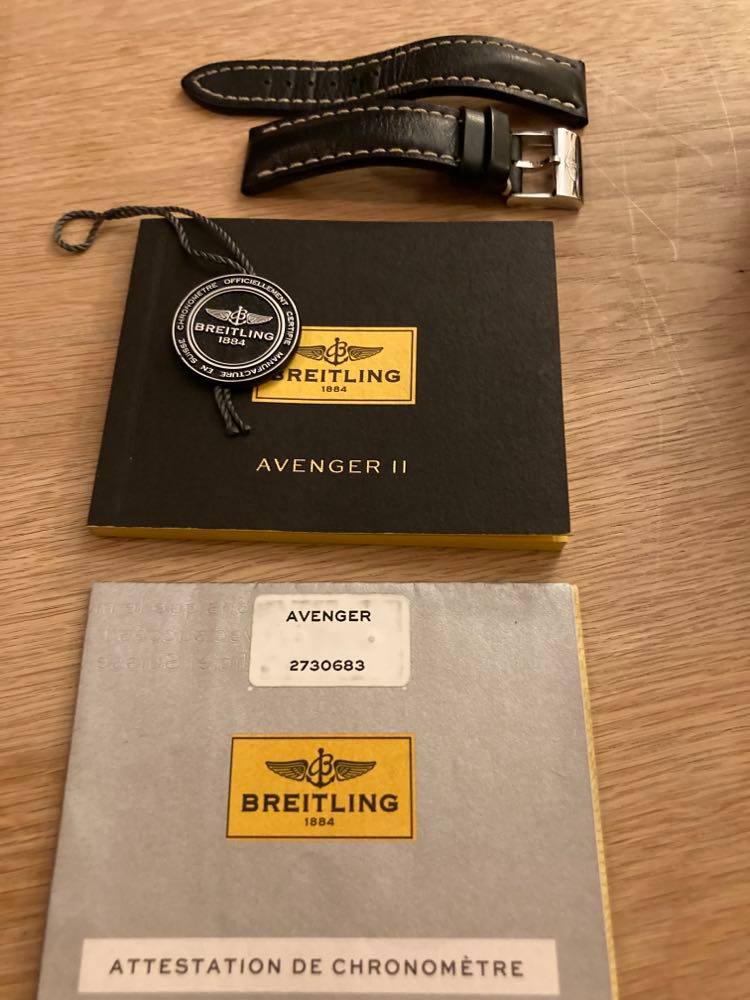 CHRONOMETRE OFFICIELLEMENT CERTIFIE MANUFACTURE EN SUISSE
BREITLING
1884
BREITLING
1884
AVENGER II
AVENGER
2730683
BREITLING
1884
ATTESTATION DE CHRONOMÈTRE